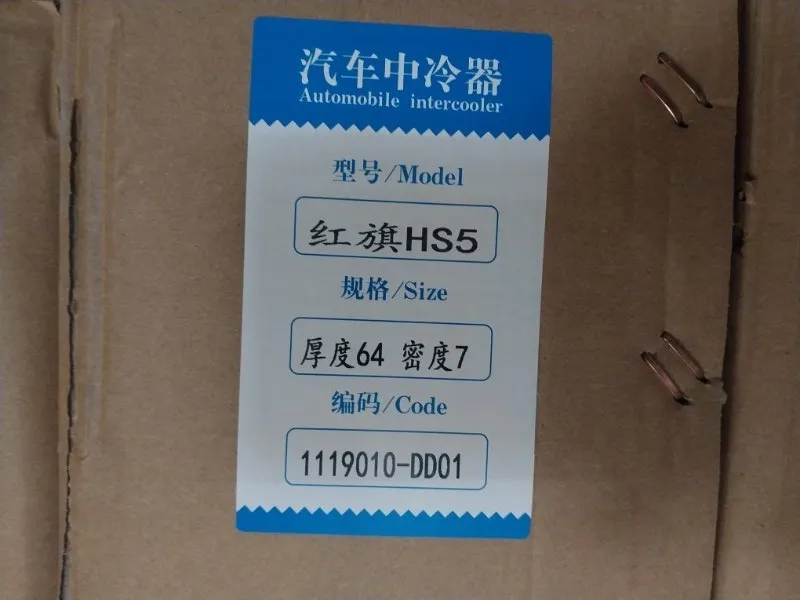 汽车中冷器
Automobile intercooler
型号/Model
红旗HS5
规格/Size
厚度64 密度7
编码/Code
1119010-DD01